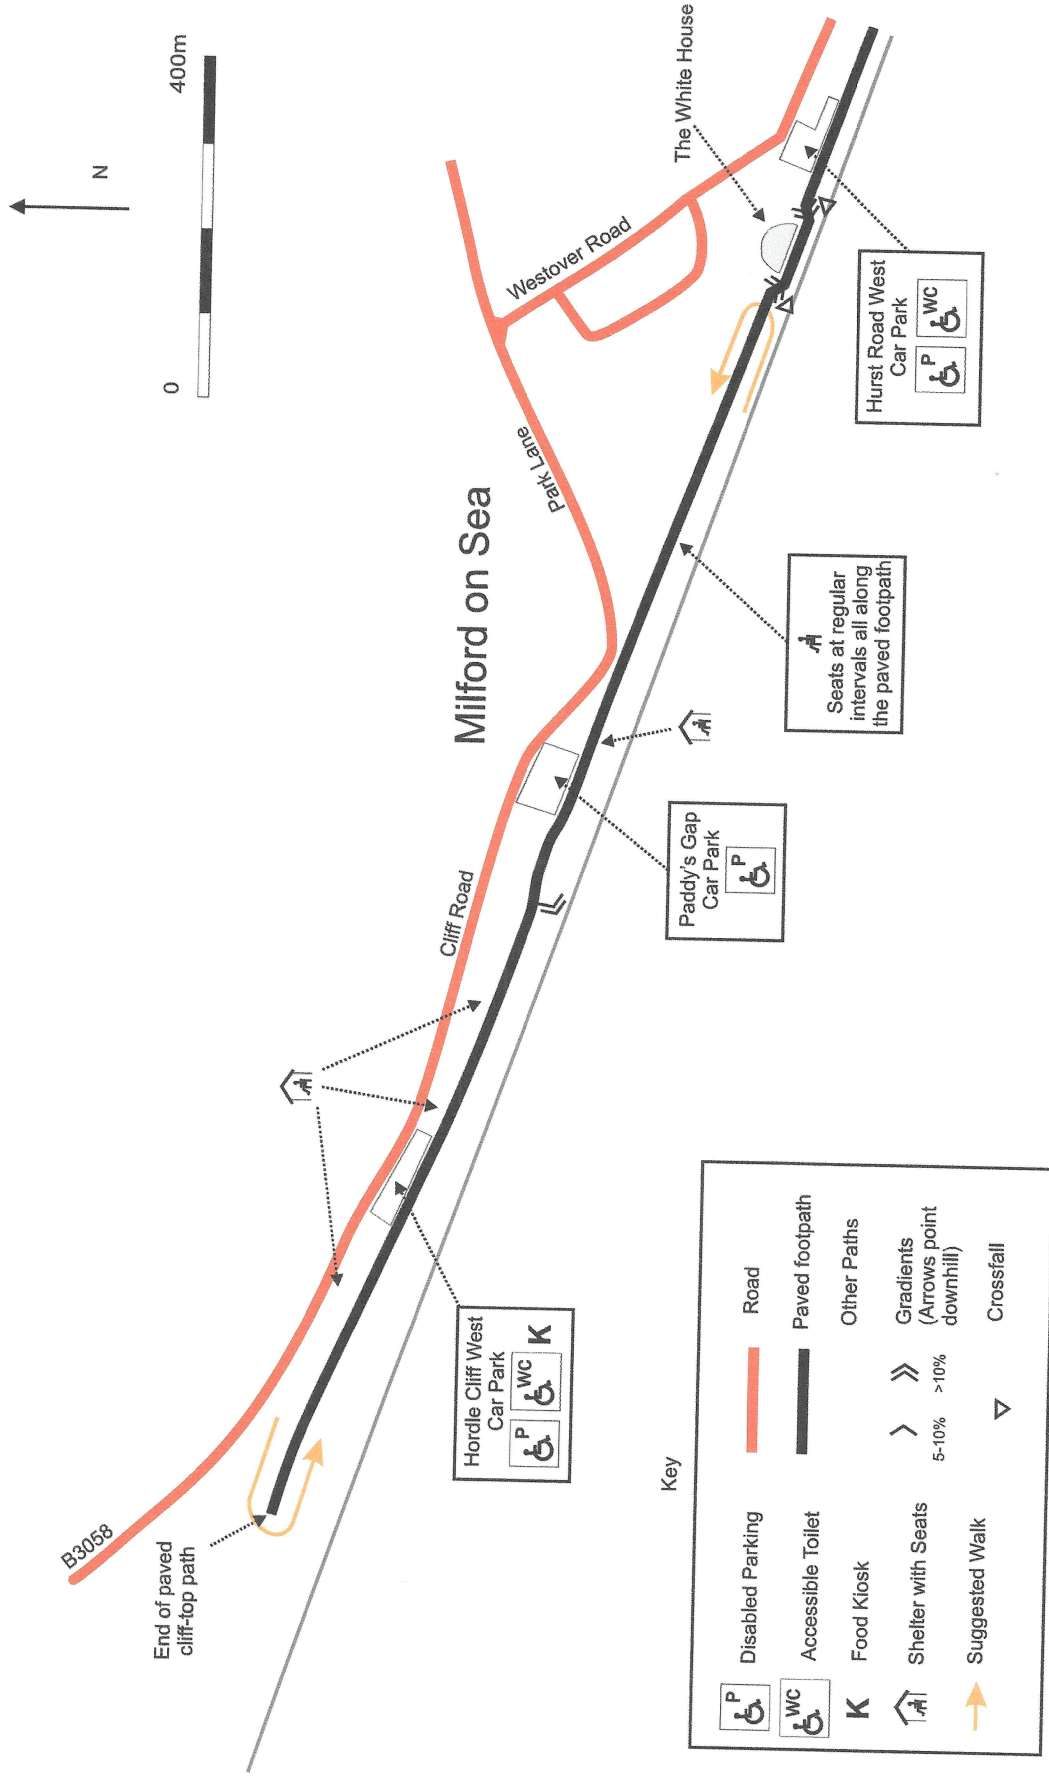 B3058
End of paved
cliff-top path
Hordle Cliff West
Car Park
P
WC
K
Cliff Road
Paddy's Gap
Car Park
P
Milford on Sea
Park Lane
Seats at regular
intervals all along
the paved footpath
Westover Road
The White House
Hurst Road West
Car Park
P
WC
0
400m
N
Key
P
Disabled Parking
WC
Accessible Toilet
K
Food Kiosk
Shelter with Seats
Suggested Walk
Road
Paved footpath
Other Paths
5-10%
>10%
Gradients
(Arrows point
downhill)
Crossfall